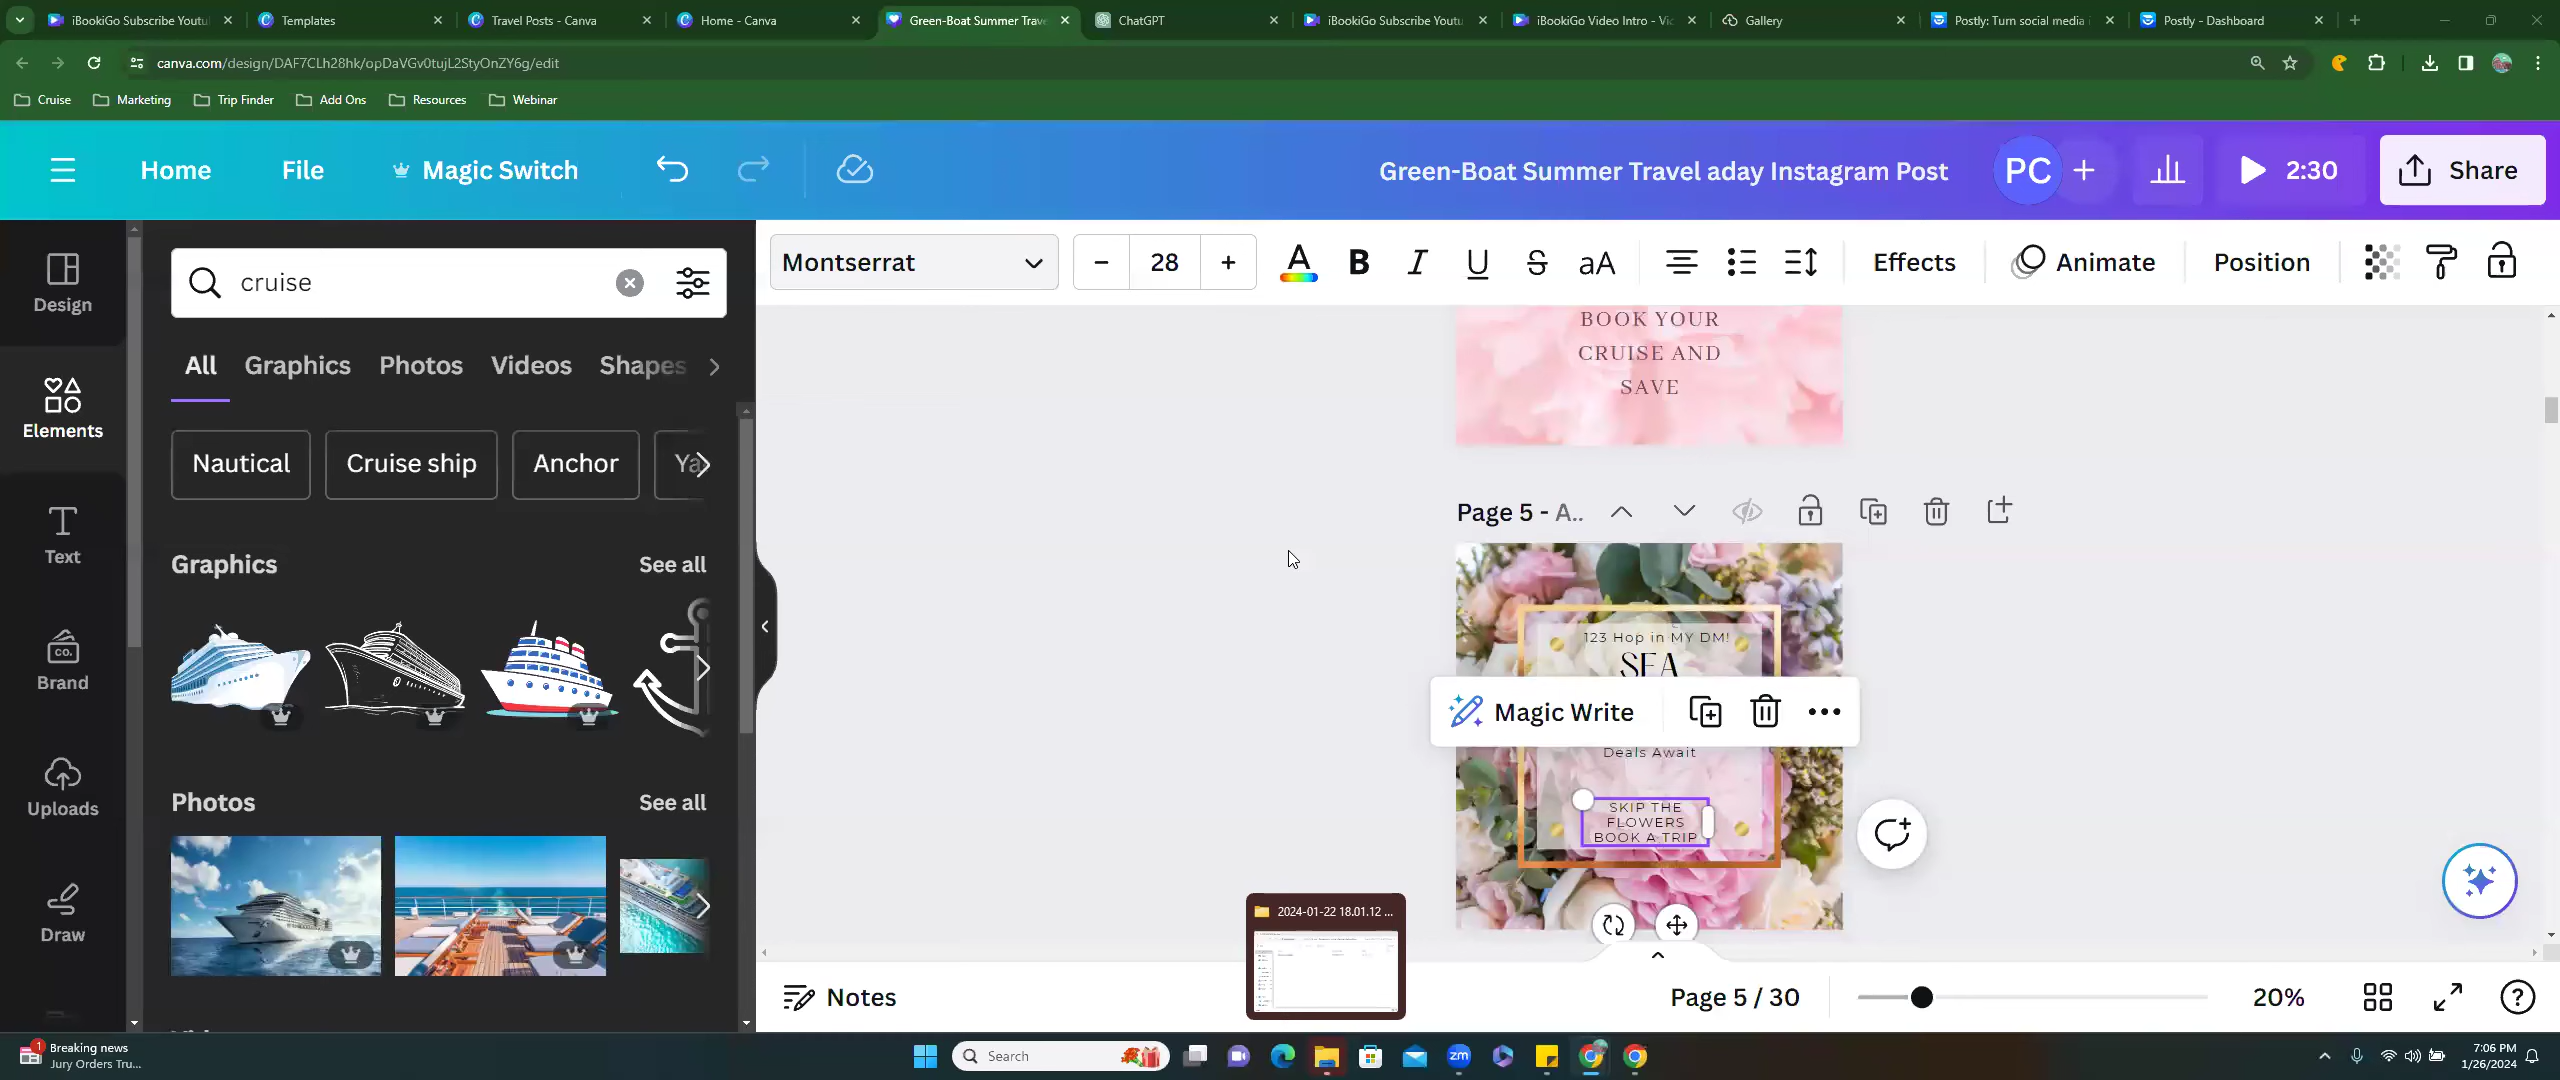 iBookiGo Subscribe Youtu
Templates
Travel Posts - Canva
Home - Canva
Green-Boat Summer Trave
ChatGPT
iBookiGo Subscribe Youtu
iBookiGo Video Intro - Vid
Gallery
Postly: Turn social media i
Postly - Dashboard
canva.com/design/DAF7CLh28hk/opDaVGv0tujL2StyOnZY6g/edit
Cruise
Marketing
Trip Finder
Add Ons
Resources
Webinar
Home
File
Magic Switch
Green-Boat Summer Travel aday Instagram Post
PC
2:30
Share
Design
Elements
Text
Brand
Uploads
Draw
cruise
All
Graphics
Photos
Videos
Shapes
Nautical
Cruise ship
Anchor
Ya
Graphics
See all
Photos
See all
Montserrat
28
A
B
I
U
S
aA
Effects
Animate
Position
BOOK YOUR
CRUISE AND
SAVE
Page 5 - A..
123 Hop in MY DM!
SEA
Magic Write
Deals Await
SKIP THE
FLOWERS
BOOK A TRIP
2024-01-22 18.01.12 ...
Notes
Page 5 / 30
20%
1
Breaking news
Jury Orders Tru...
Search
zm
7:06 PM
1/26/2024